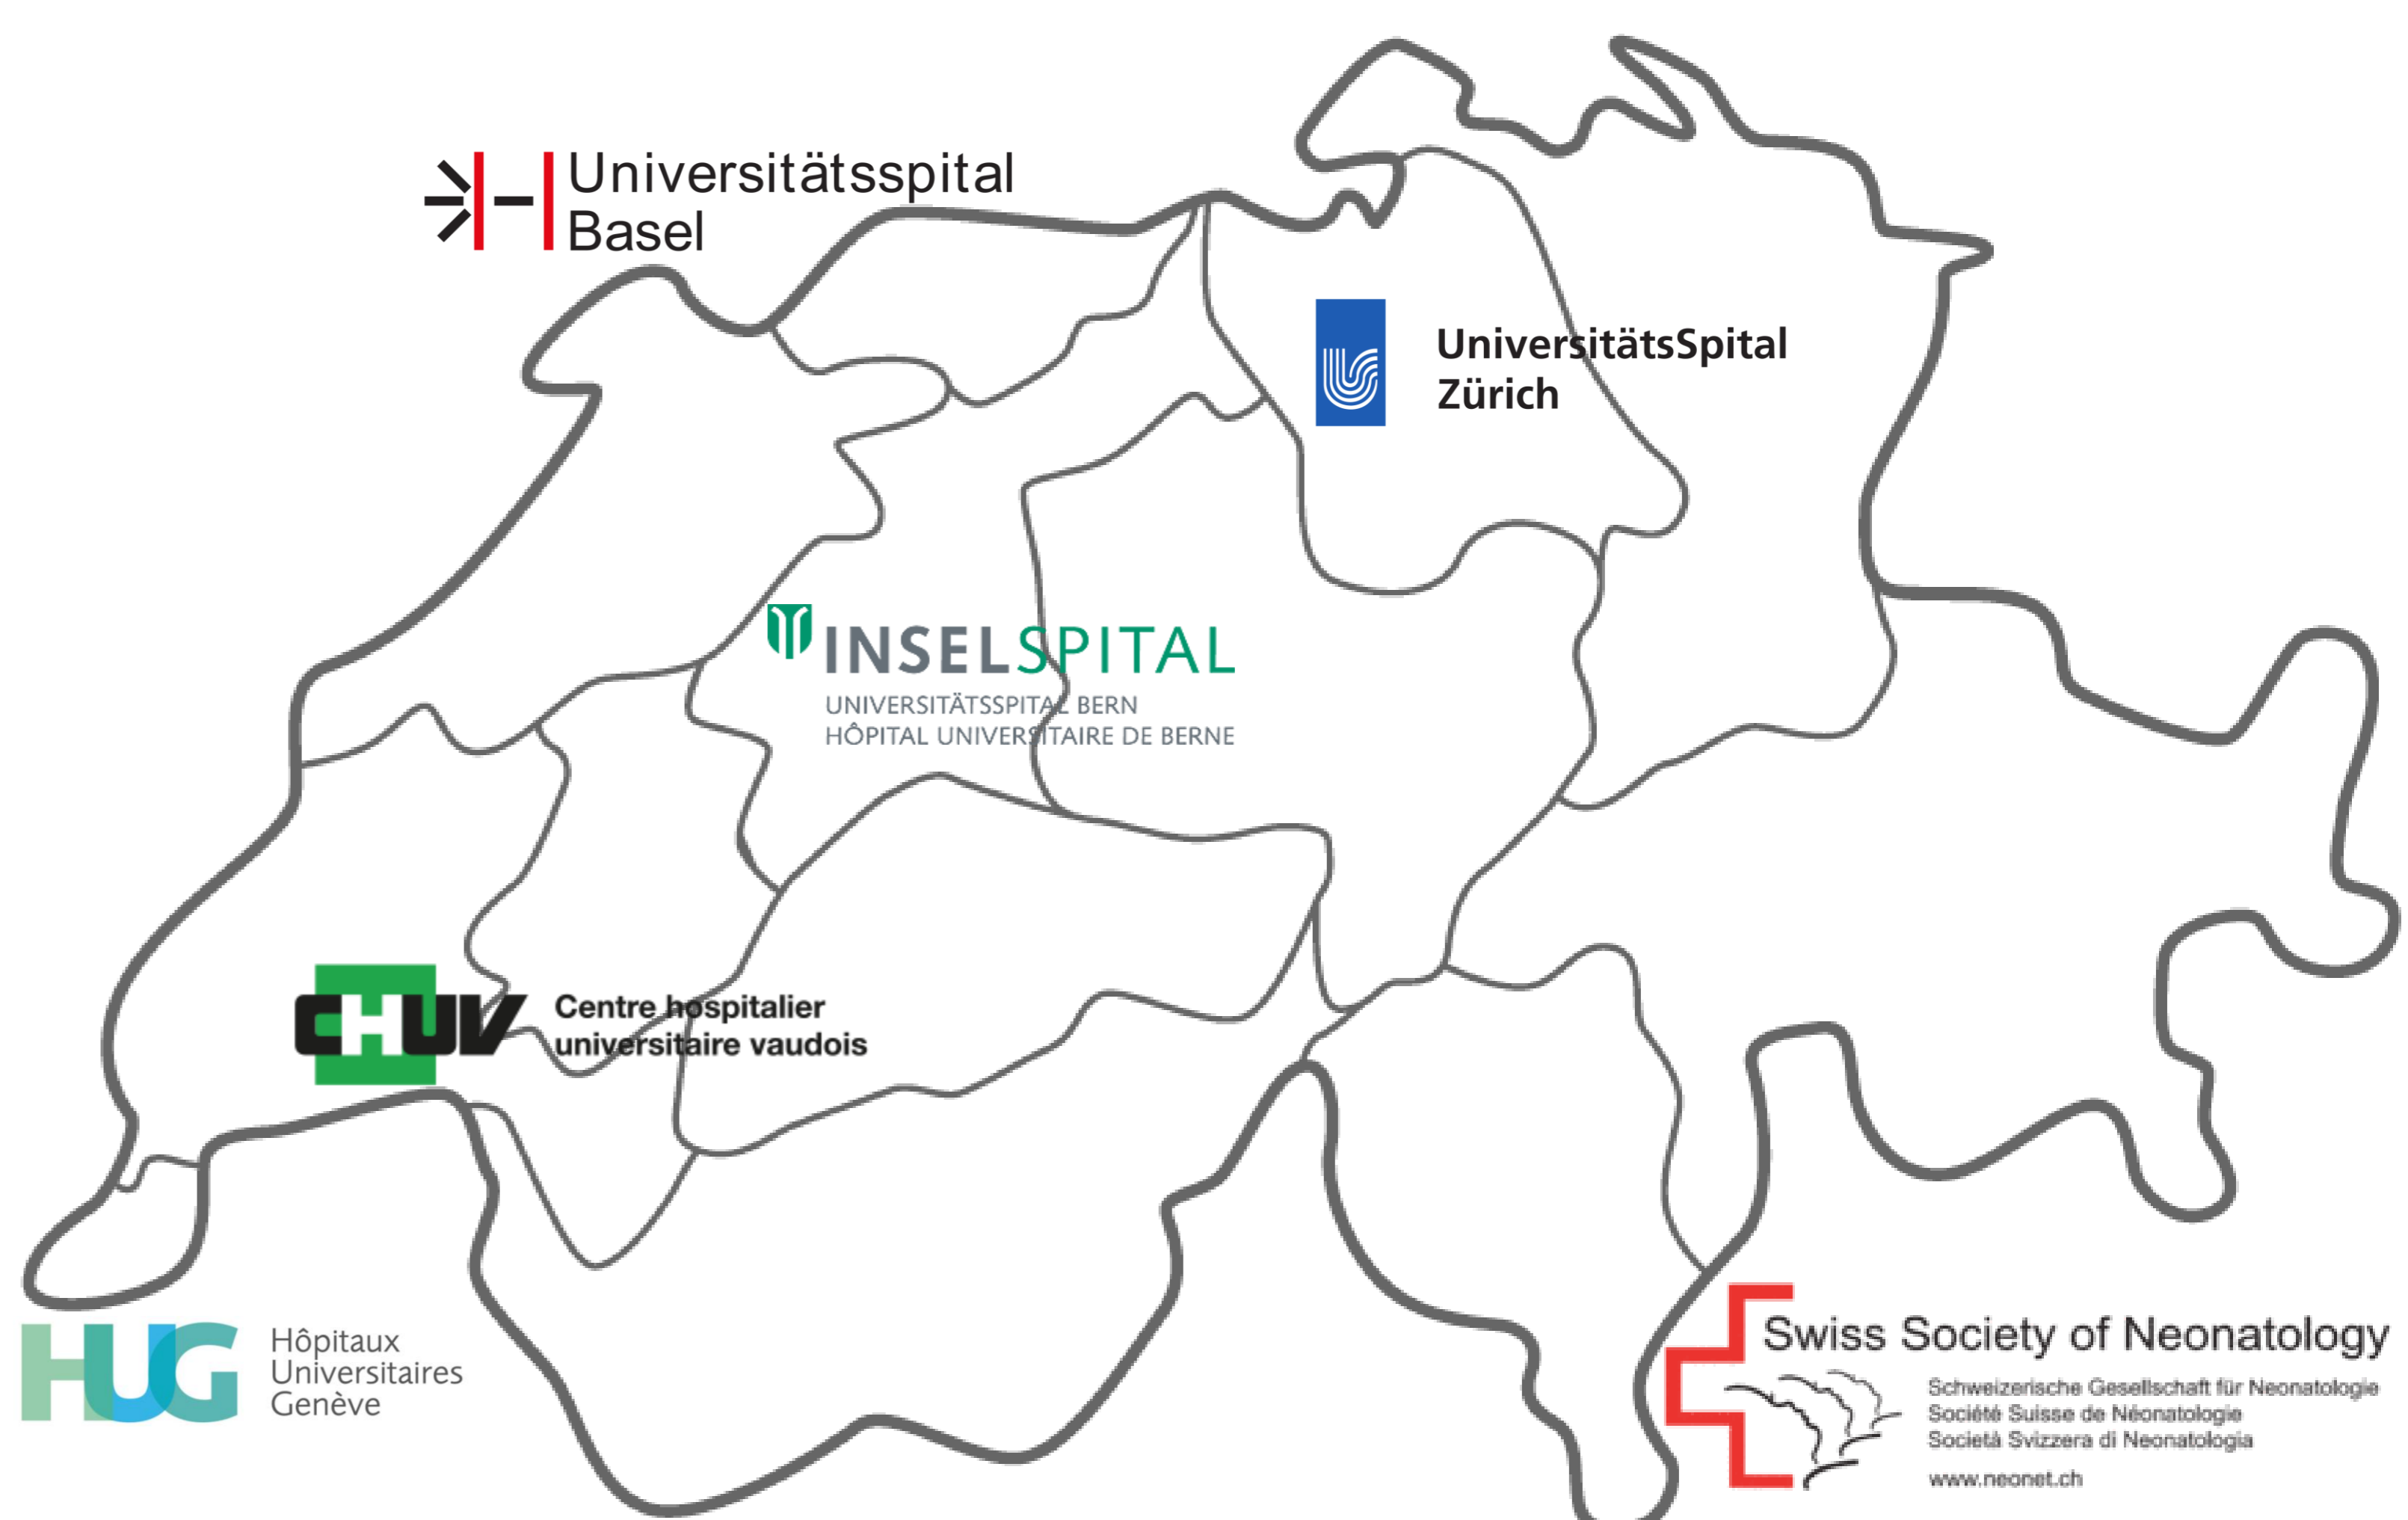 Universitätsspital
Basel
UniversitätsSpital
Zürich
INSELSPITAL
UNIVERSITÄTSSPITAL BERN
HÔPITAL UNIVERSITAIRE DE BERNE
CHUV
Centre hospitalier
universitaire vaudois
HUG
Hôpitaux
Universitaires
Genève
Swiss Society of Neonatology
Schweizerische Gesellschaft für Neonatologie
Société Suisse de Néonatologie
Società Svizzera di Neonatologia
www.neonet.ch